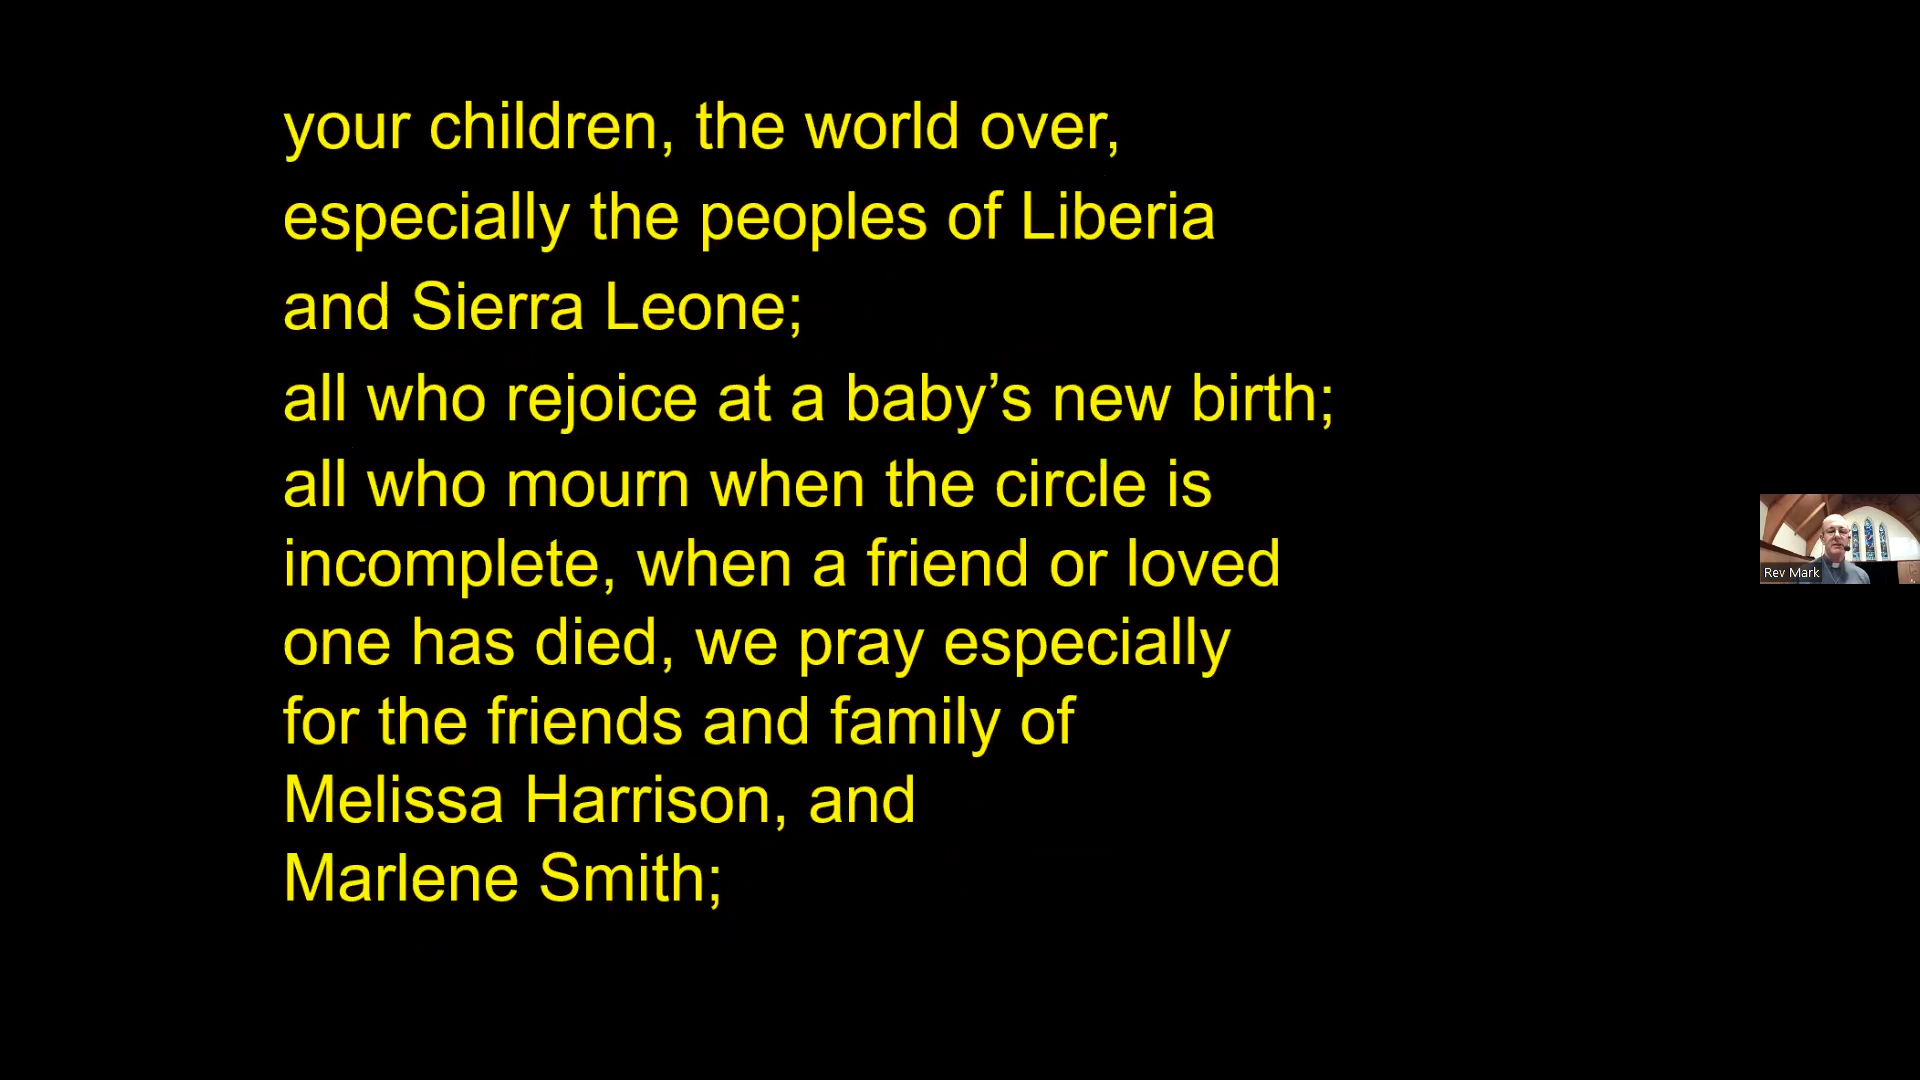 your children, the world over,
especially the peoples of Liberia
and Sierra Leone;
all who rejoice at a baby’s new birth;
all who mourn when the circle is
incomplete, when a friend or loved
one has died, we pray especially
for the friends and family of
Melissa Harrison, and
Marlene Smith;
Rev Mark